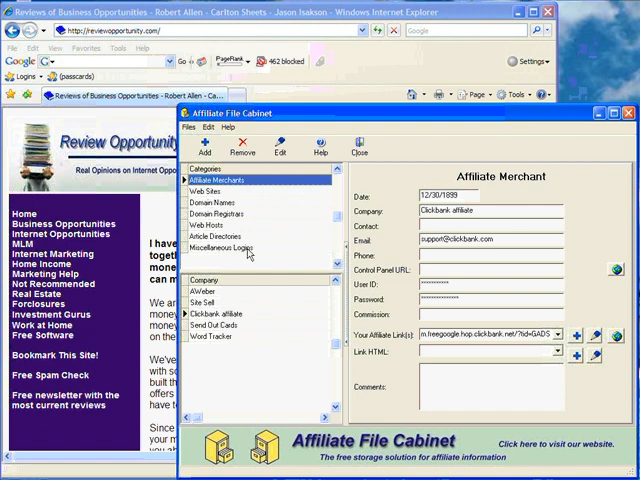 Reviews of Business Opportunities - Robert Allen - Carlton Sheets - Jason Isakson - Windows Internet Explorer
http://reviewopportunity.com/
Google
File Edit View Favorites Tools Help
Google G
Go
PageRank
462 blocked
Settings
Logins
(passcards)
Reviews of Business Opportunities - Robert Allen - Ca...
Page
Tools
Review Opportunity
Real Opinions on Internet Oppo
Home
Business Opportunities
Internet Opportunities
MLM
Internet Marketing
Home Income
Marketing Help
Not Recommended
Real Estate
Forclosures
Investment Gurus
Work at Home
Free Software
Bookmark This Site!
Free Spam Check
Free newsletter with the
most current reviews
I have
toget
mone
can m
We ar
money
on the
We've
with s
built th
offers
have t
Since
your m
you ab
Affiliate File Cabinet
Files Edit Help
Add Remove Edit Help Close
Categories
Affiliate Merchants
Web Sites
Domain Names
Domain Registrars
Web Hosts
Article Directories
Miscellaneous Logins
Company
AWeber
Site Sell
Clickbank affiliate
Send Out Cards
Word Tracker
Affiliate Merchant
Date: 12/30/1899
Company: Clickbank affiliate
Contact:
Email: support@clickbank.com
Phone:
Control Panel URL:
User ID: **********
Password: *************
Commission:
Your Affiliate Link(s): m.freegoogle.hop.clickbank.net/?tid=GADS
Link HTML:
Comments:
Affiliate File Cabinet
The free storage solution for affiliate information
Click here to visit our website.